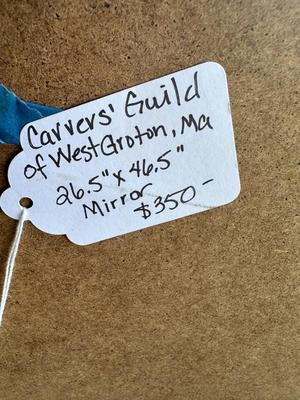 Carvers' Guild
of West Groton, Ma
26.5" x 46.5"
Mirror
$350-